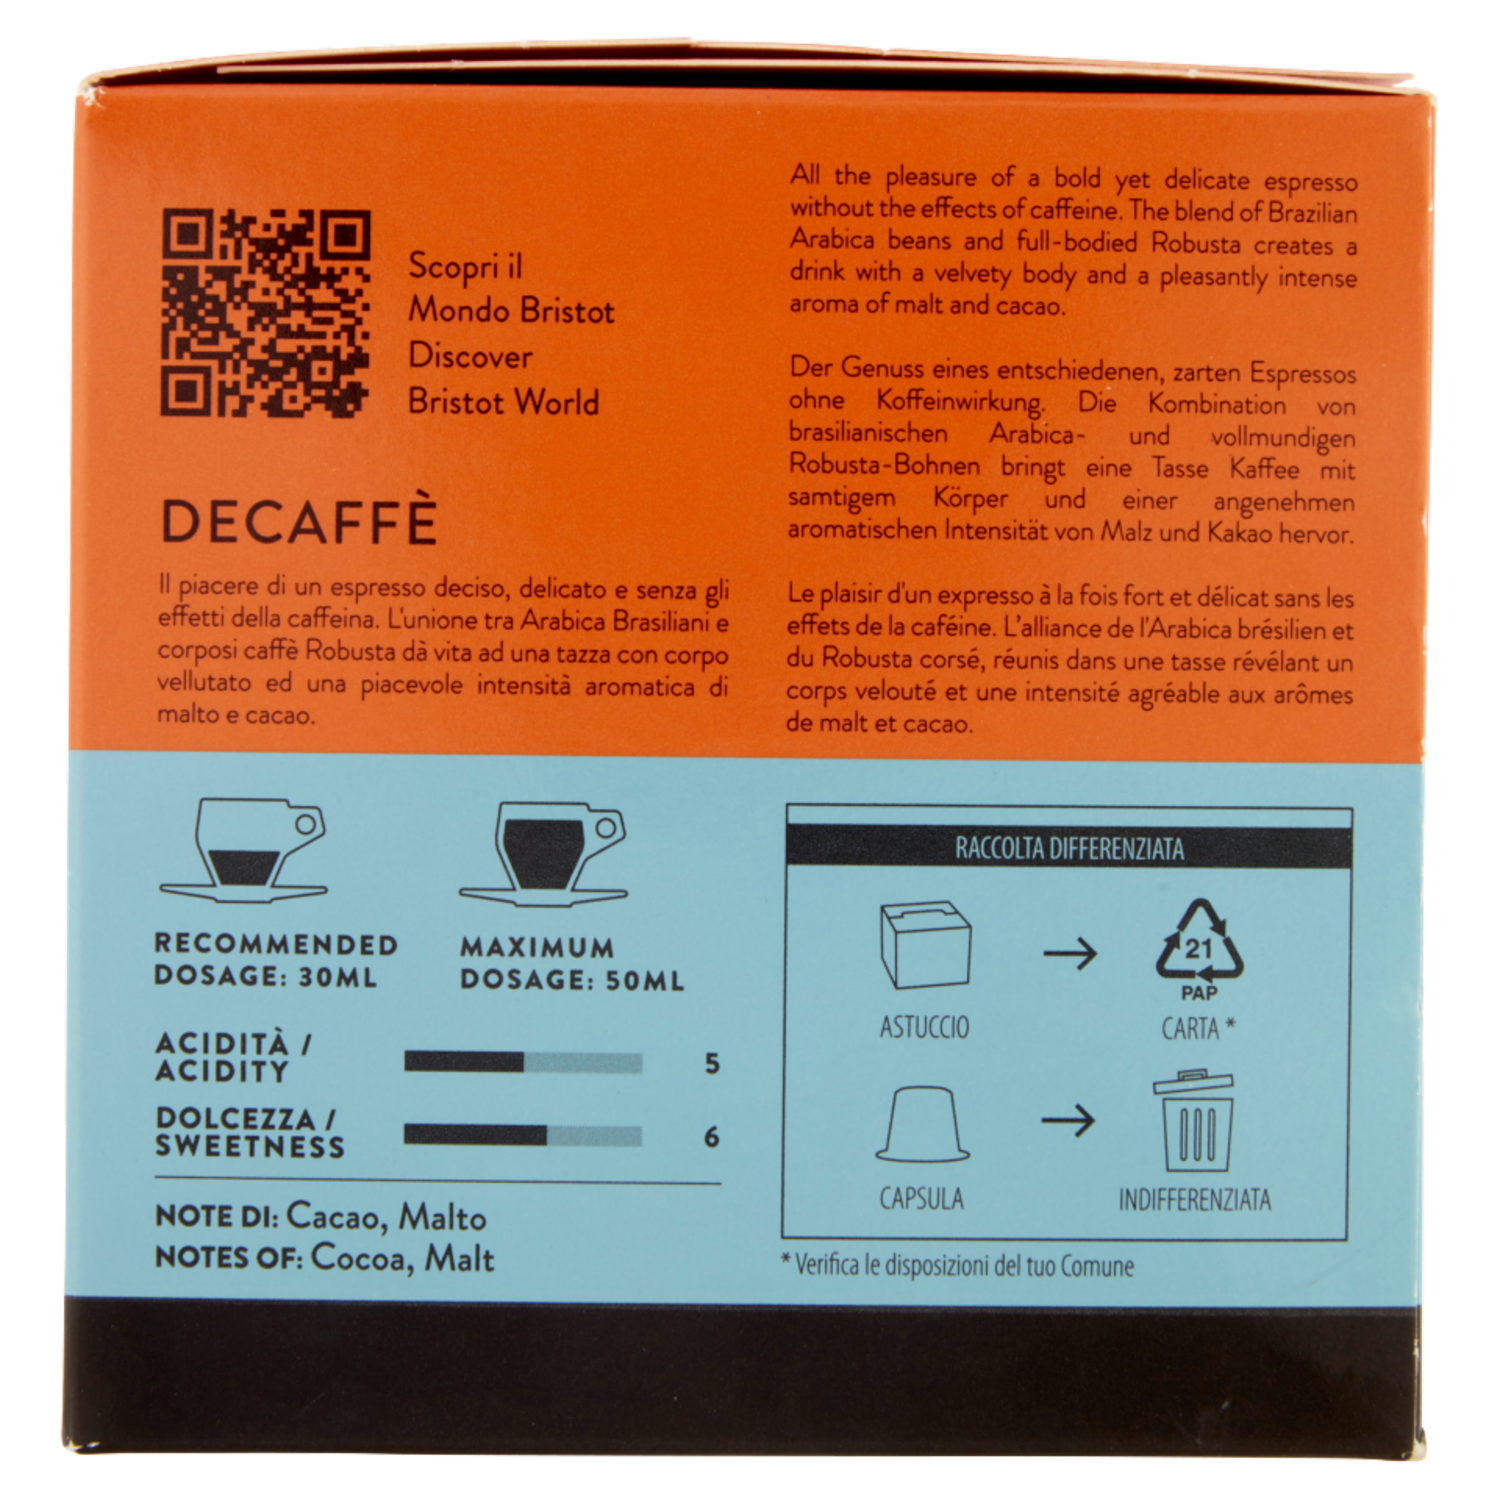 Scopri il
Mondo Bristot
Discover
Bristot World
DECAFFÈ
Il piacere di un espresso deciso, delicato e senza gli
effetti della caffeina. L'unione tra Arabica Brasiliani e
corposi caffè Robusta dà vita ad una tazza con corpo
vellutato ed una piacevole intensità aromatica di
malto e cacao.
All the pleasure of a bold yet delicate espresso
without the effects of caffeine. The blend of Brazilian
Arabica beans and full-bodied Robusta creates a
drink with a velvety body and a pleasantly intense
aroma of malt and cacao.
Der Genuss eines entschiedenen, zarten Espressos
ohne Koffeinwirkung. Die Kombination von
brasilianischen Arabica- und vollmundigen
Robusta-Bohnen bringt eine Tasse Kaffee mit
samtigem Körper und einer angenehmen
aromatischen Intensität von Malz und Kakao hervor.
Le plaisir d'un expresso à la fois fort et délicat sans les
effets de la caféine. L'alliance de l'Arabica brésilien et
du Robusta corsé, réunis dans une tasse révélant un
corps velouté et une intensité agréable aux arômes
de malt et cacao.
RECOMMENDED
DOSAGE: 30ML
MAXIMUM
DOSAGE: 50ML
ACIDITÀ /
ACIDITY
5
DOLCEZZA /
SWEETNESS
6
NOTE DI: Cacao, Malto
NOTES OF: Cocoa, Malt
RACCOLTA DIFFERENZIATA
21
PAP
ASTUCCIO
CARTA *
CAPSULA
INDIFFERENZIATA
* Verifica le disposizioni del tuo Comune